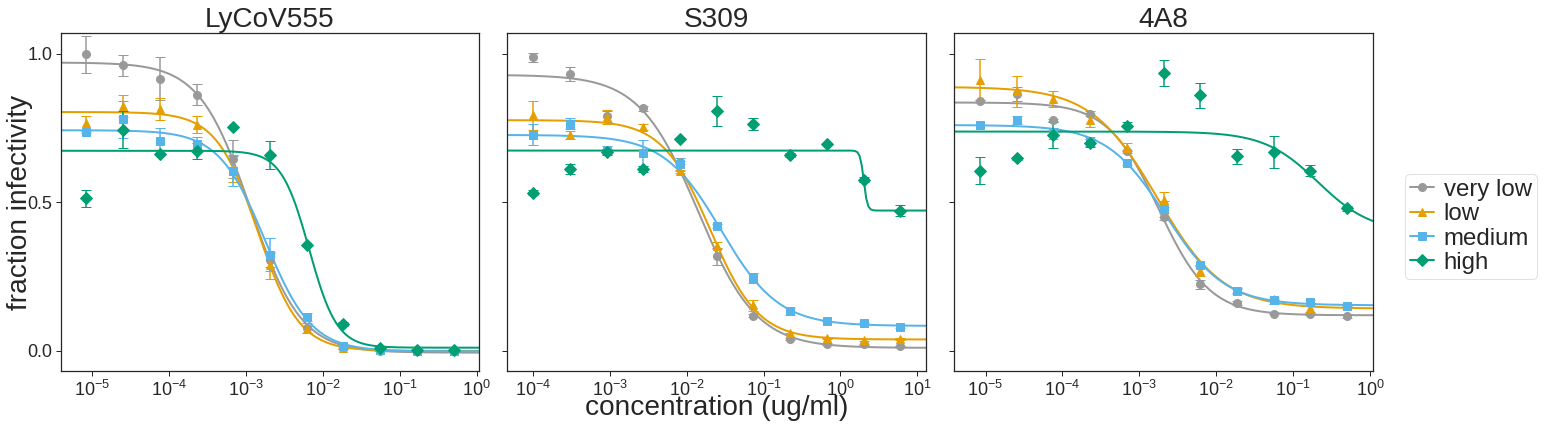 LyCoV555 S309 4A8
fraction infectivity
1.0
0.5
0.0
10⁻⁵ 10⁻⁴ 10⁻³ 10⁻² 10⁻¹ 10⁰
10⁻⁴ 10⁻³ 10⁻² 10⁻¹ 10⁰ 10¹
10⁻⁵ 10⁻⁴ 10⁻³ 10⁻² 10⁻¹ 10⁰
concentration (ug/ml)
very low
low
medium
high